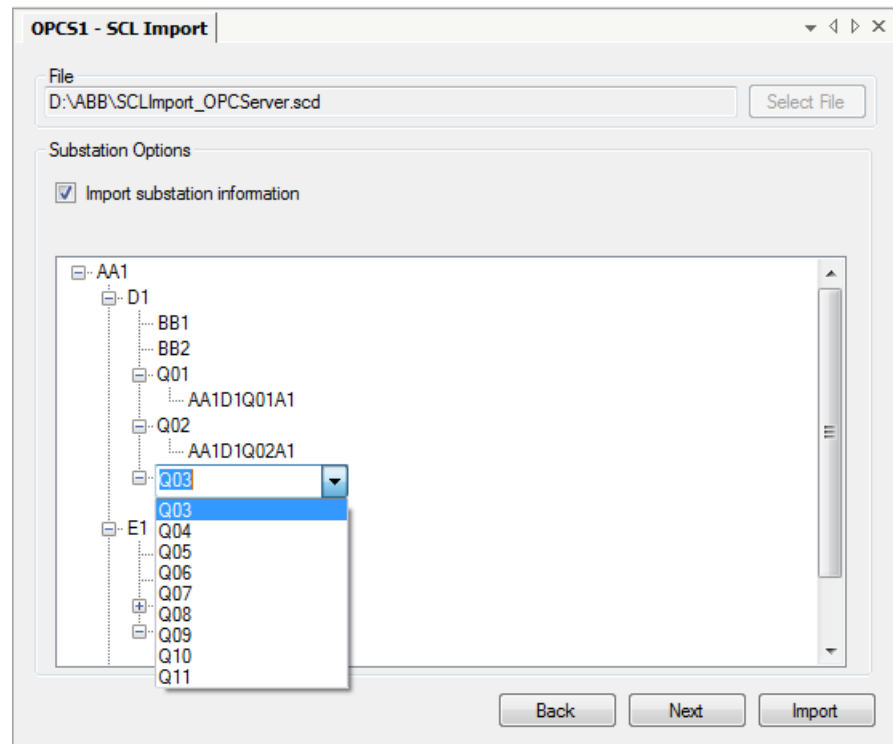 OPCS1 - SCL Import
File
D:\ABB\SCLImport_OPCServer.scd
Select File
Substation Options
Import substation information
AA1
D1
BB1
BB2
Q01
AA1D1Q01A1
Q02
AA1D1Q02A1
Q03
Q03
E1
Q04
Q05
Q06
Q07
Q08
Q09
Q10
Q11
Back Next Import